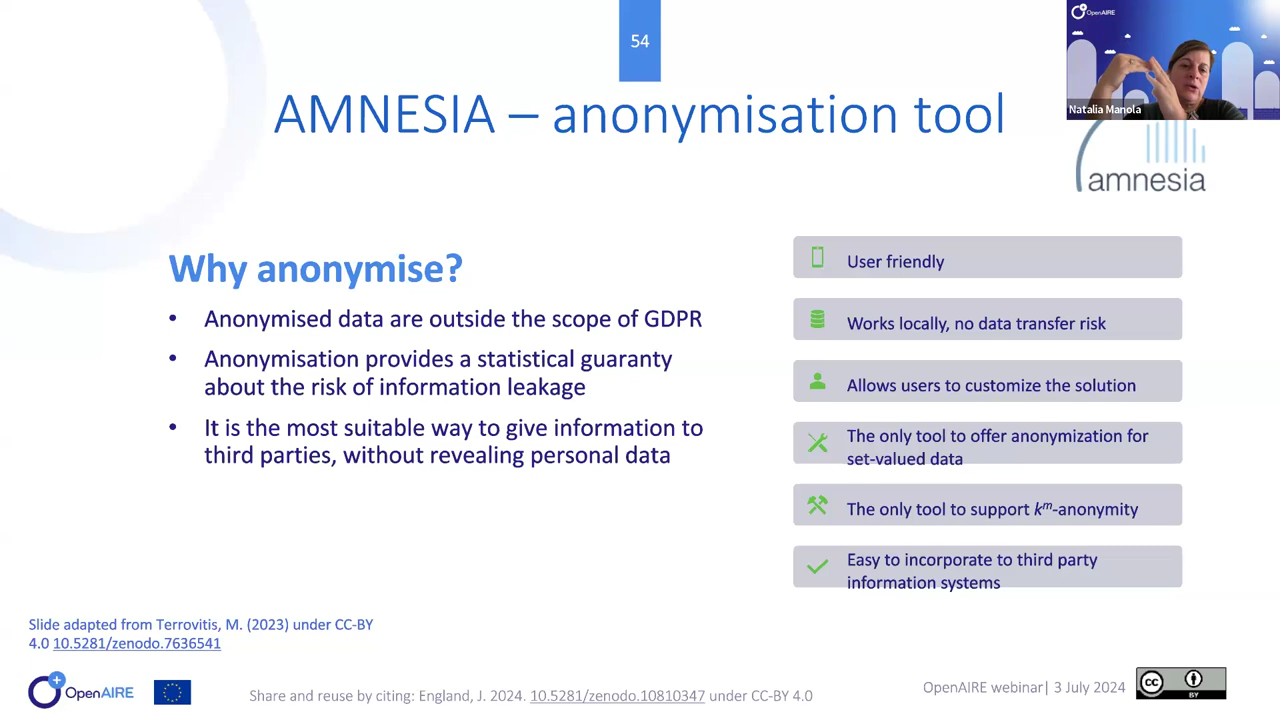 54
OpenAIRE
Natalia Manola
AMNESIA – anonymisation tool
amnesia
Why anonymise?
• Anonymised data are outside the scope of GDPR
• Anonymisation provides a statistical guaranty
about the risk of information leakage
• It is the most suitable way to give information to
third parties, without revealing personal data
User friendly
Works locally, no data transfer risk
Allows users to customize the solution
The only tool to offer anonymization for
set-valued data
The only tool to support kᵐ-anonymity
Easy to incorporate to third party
information systems
Slide adapted from Terrovitis, M. (2023) under CC-BY
4.0 10.5281/zenodo.7636541
OpenAIRE
Share and reuse by citing: England, J. 2024. 10.5281/zenodo.10810347 under CC-BY 4.0
OpenAIRE webinar| 3 July 2024
cc
BY